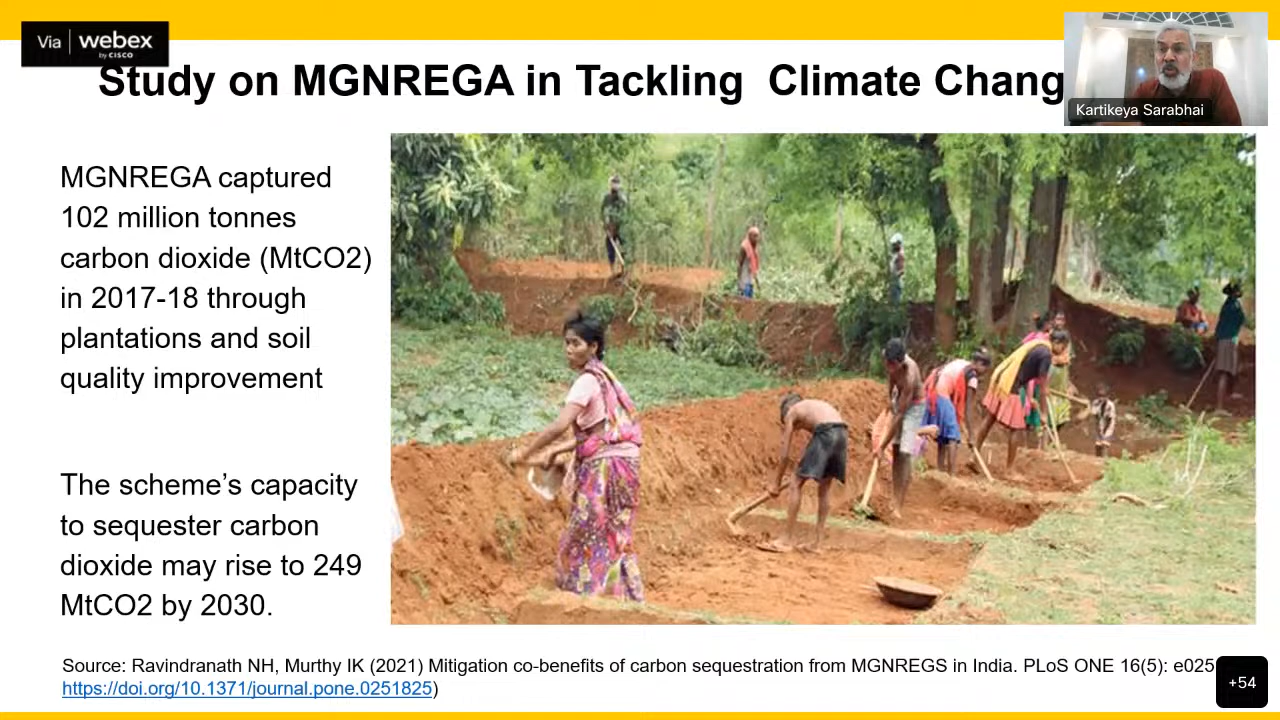 Via webex
by CISCO
Study on MGNREGA in Tackling Climate Chang
Kartikeya Sarabhai
MGNREGA captured
102 million tonnes
carbon dioxide (MtCO2)
in 2017-18 through
plantations and soil
quality improvement
The scheme’s capacity
to sequester carbon
dioxide may rise to 249
MtCO2 by 2030.
Source: Ravindranath NH, Murthy IK (2021) Mitigation co-benefits of carbon sequestration from MGNREGS in India. PLoS ONE 16(5): e025
https://doi.org/10.1371/journal.pone.0251825)
+54